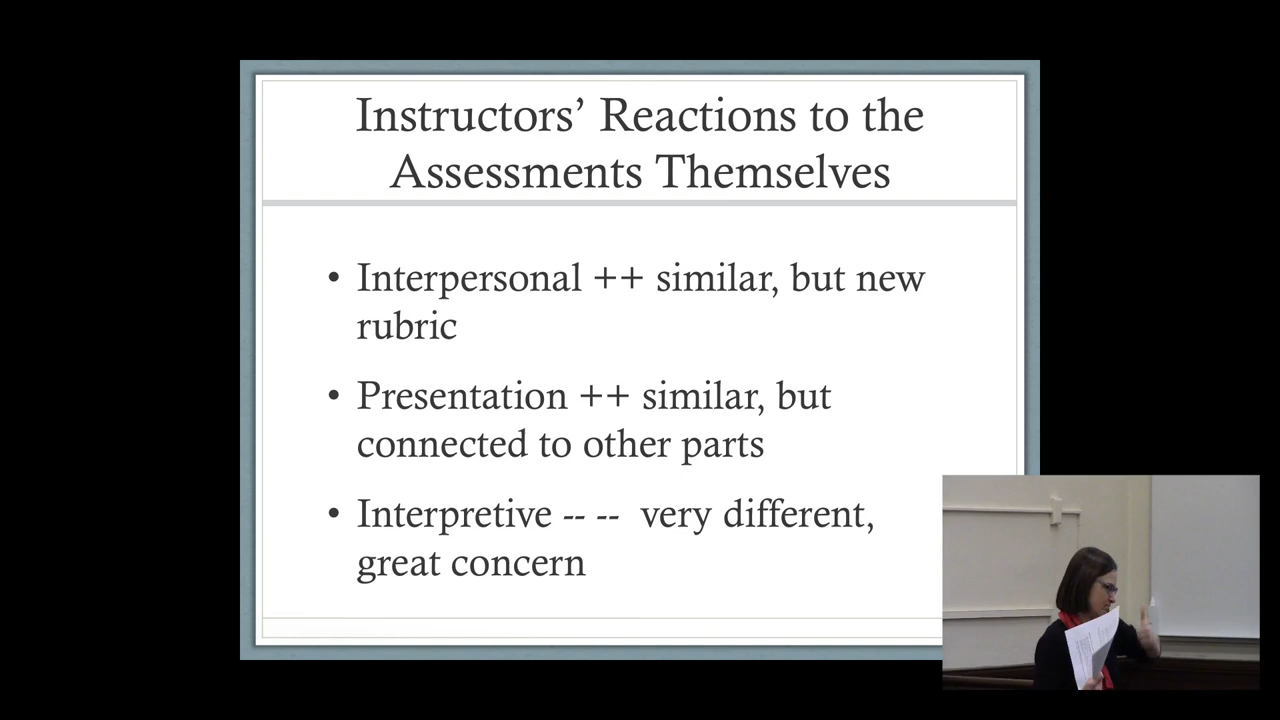 Instructors’ Reactions to the
Assessments Themselves
• Interpersonal ++ similar, but new
rubric
• Presentation ++ similar, but
connected to other parts
• Interpretive -- -- very different,
great concern